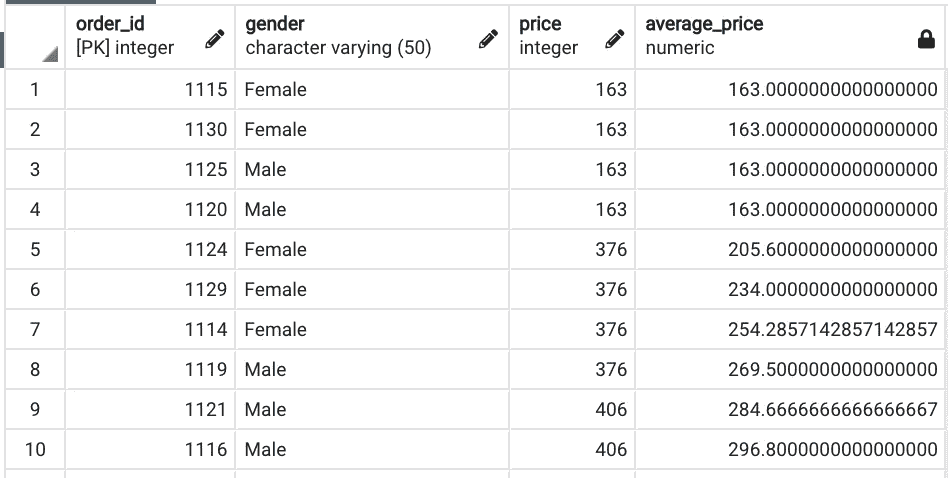 order_id gender price average_price
[PK] integer character varying (50) integer numeric
1 1115 Female 163 163.0000000000000000
2 1130 Female 163 163.0000000000000000
3 1125 Male 163 163.0000000000000000
4 1120 Male 163 163.0000000000000000
5 1124 Female 376 205.6000000000000000
6 1129 Female 376 234.0000000000000000
7 1114 Female 376 254.2857142857142857
8 1119 Male 376 269.5000000000000000
9 1121 Male 406 284.6666666666666667
10 1116 Male 406 296.8000000000000000